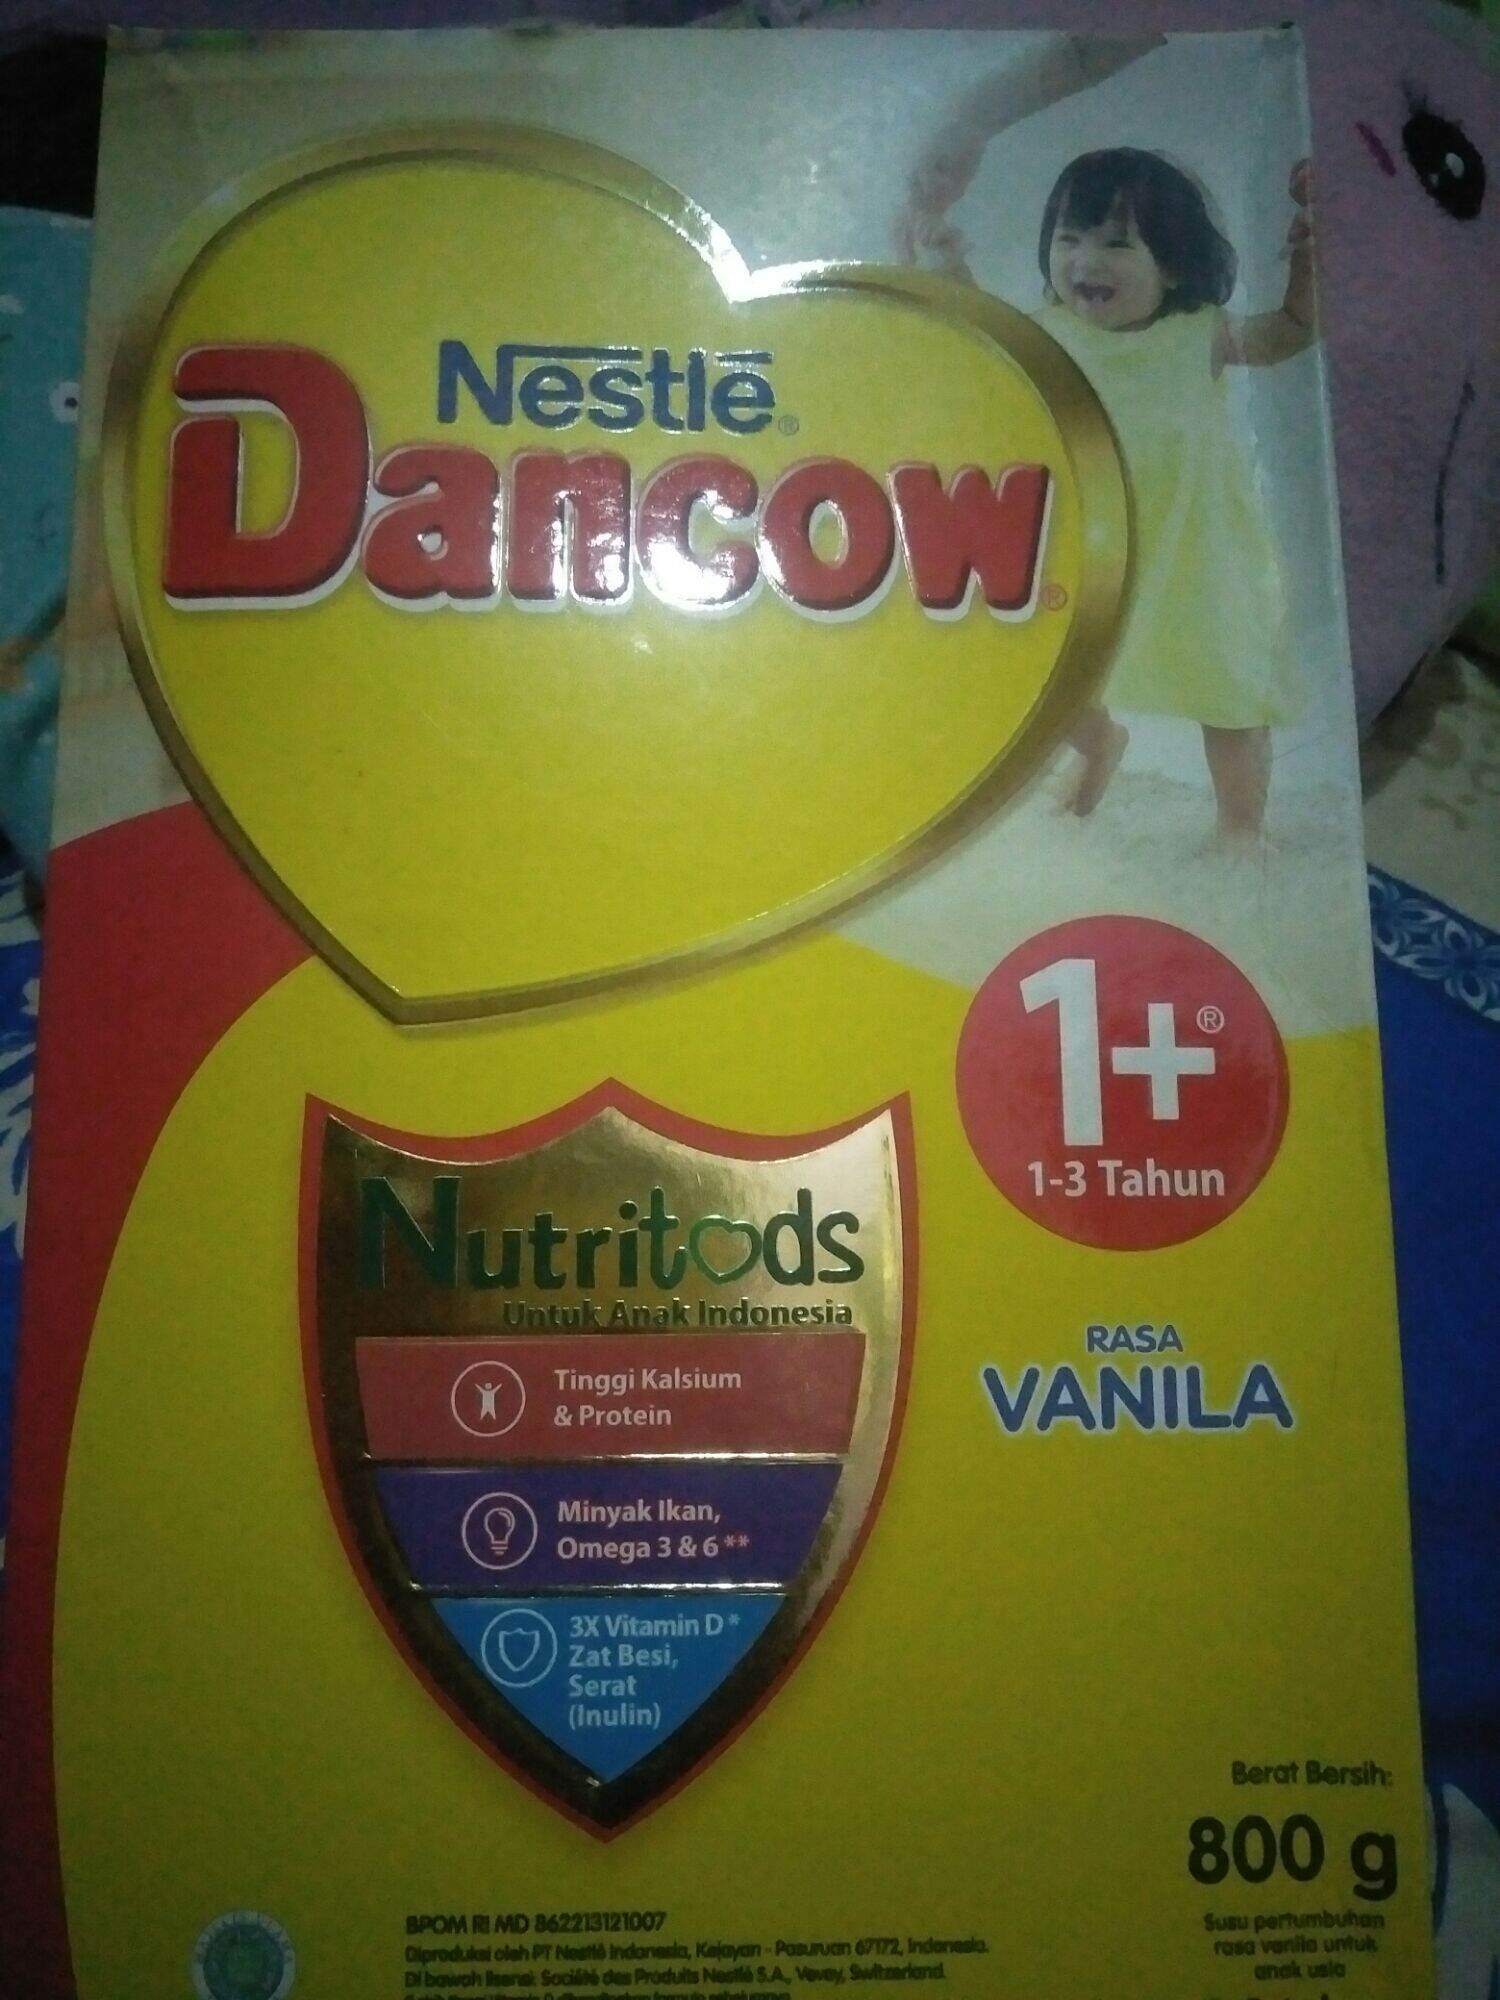 Nestlé®
Dancow®
1+®
1-3 Tahun
Nutritods
Untuk Anak Indonesia
Tinggi Kalsium
& Protein
Minyak Ikan,
Omega 3 & 6**
3X Vitamin D*
Zat Besi,
Serat
(Inulin)
RASA
VANILA
Berat Bersih:
800 g
Susu pertumbuhan
rasa vanila untuk
anak usia
BPOM RI MD 862213121007
Diproduksi oleh PT Nestlé Indonesia, Kejayan - Pasuruan 67172, Indonesia.
Di bawah lisensi: Société des Produits Nestlé S.A., Vevey, Switzerland.